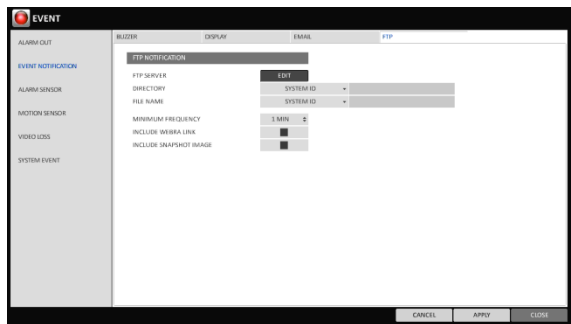 EVENT
BUZZER DISPLAY EMAIL FTP
ALARM OUT
EVENT NOTIFICATION
ALARM SENSOR
MOTION SENSOR
VIDEO LOSS
SYSTEM EVENT
FTP NOTIFICATION
FTP SERVER EDIT
DIRECTORY SYSTEM ID
FILE NAME SYSTEM ID
MINIMUM FREQUENCY 1 MIN
INCLUDE WEBRA LINK
INCLUDE SNAPSHOT IMAGE
CANCEL APPLY CLOSE